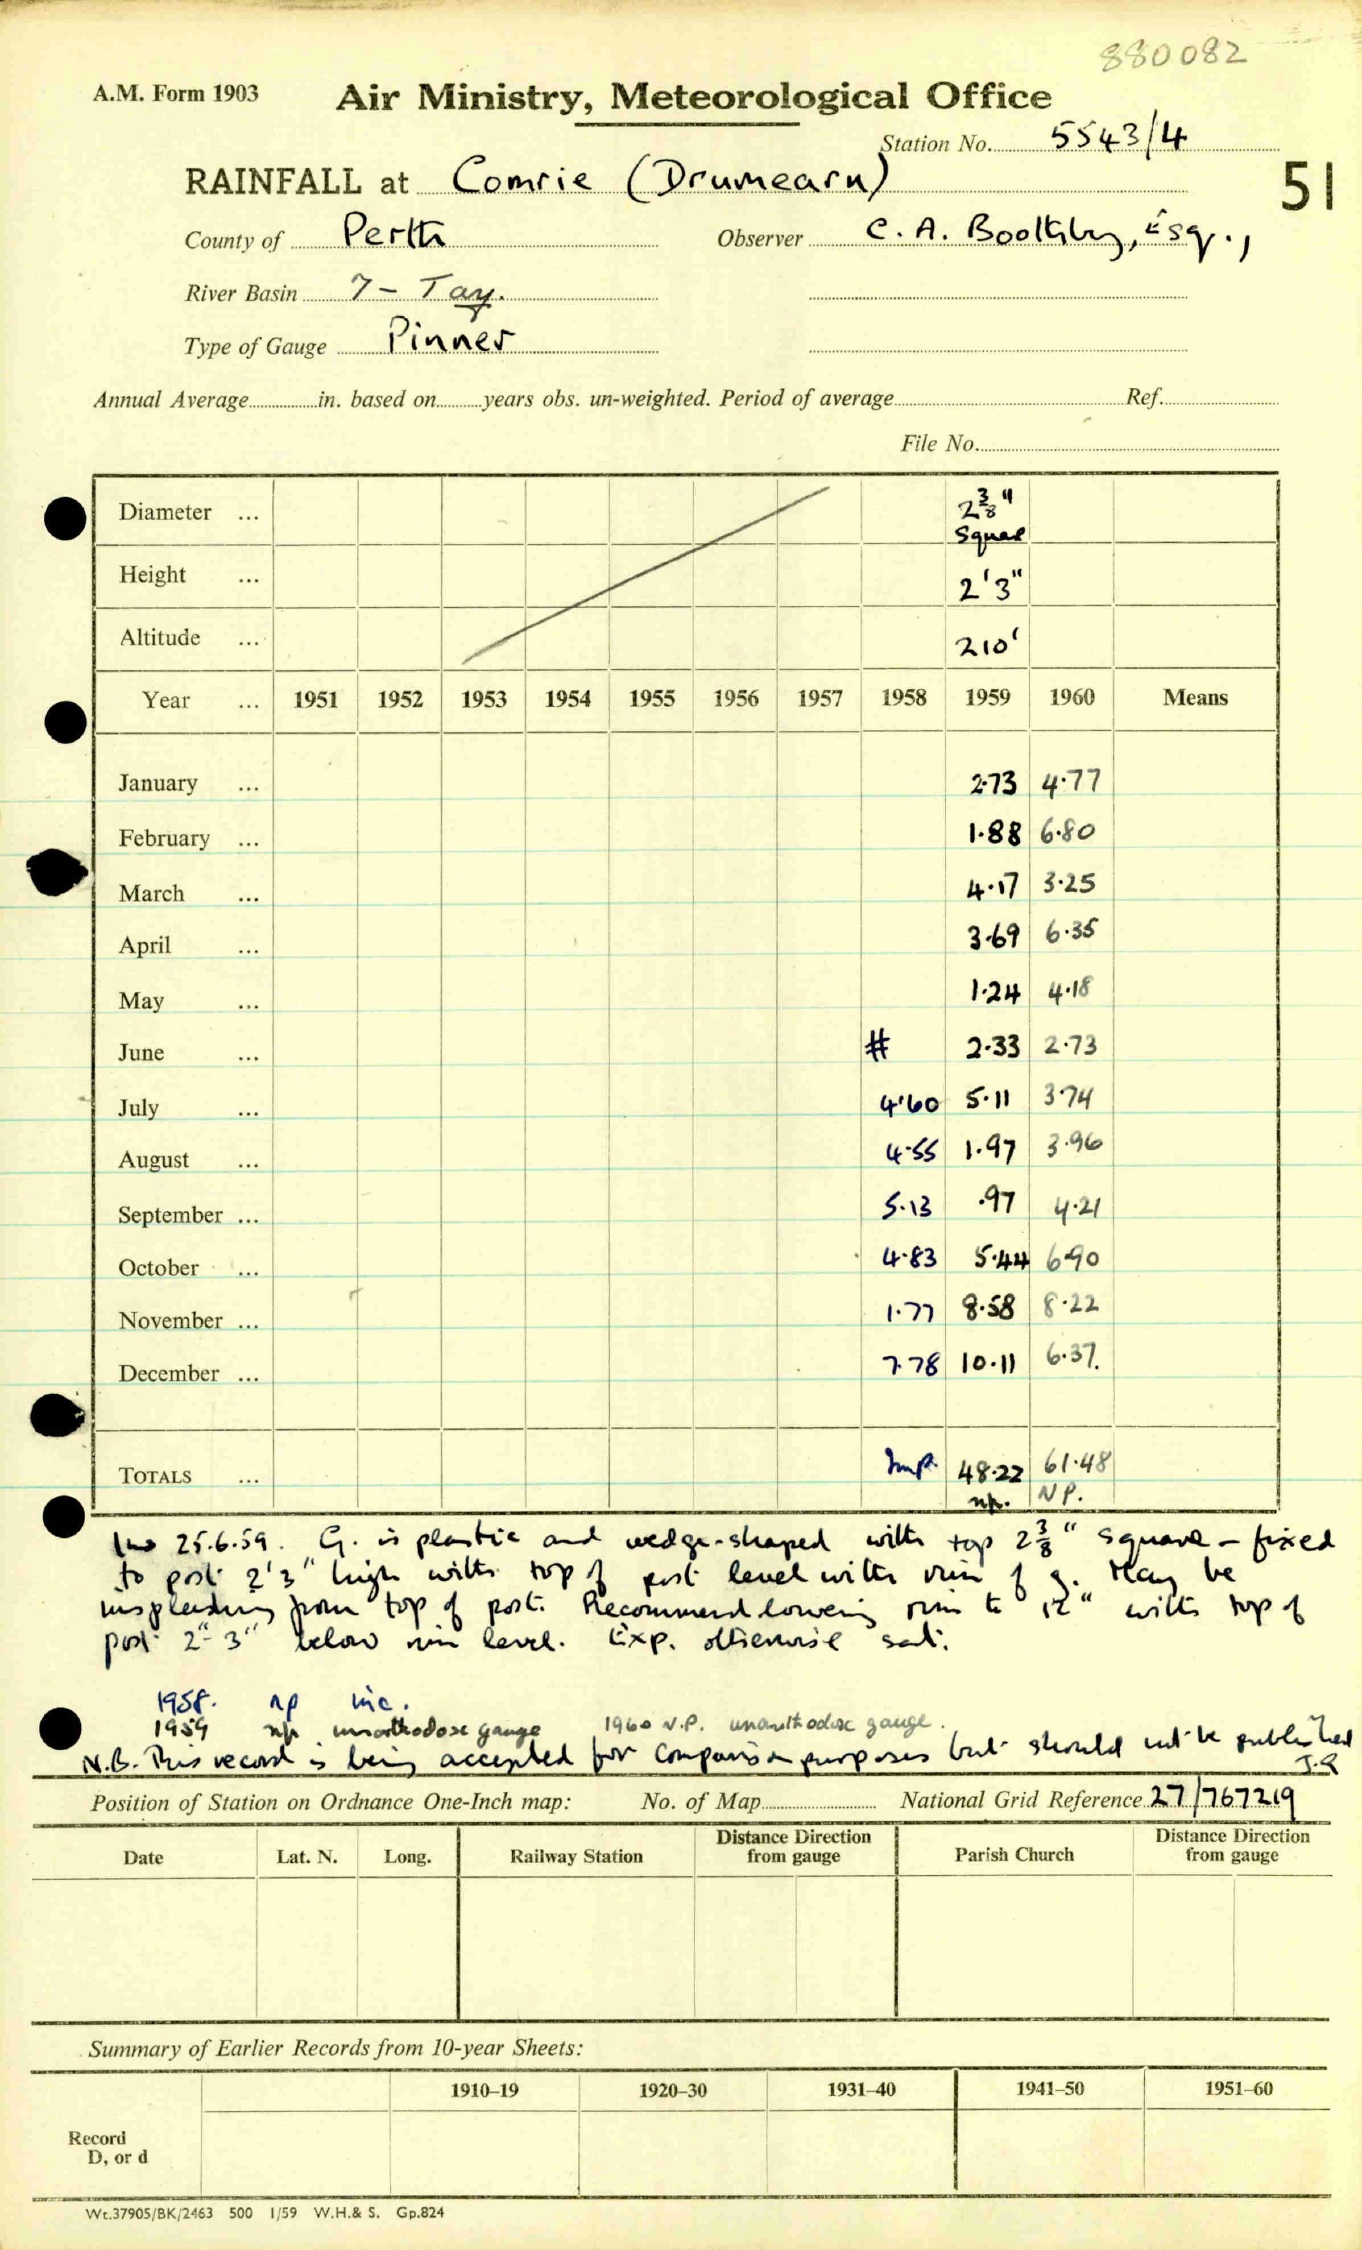 880082
A.M. Form 1903 Air Ministry, Meteorological Office
Station No. 5543/4
RAINFALL at Comrie (Drumearn) 51
County of Perth Observer C. A. Boothby, Esq.,
River Basin 7 - Tay.
Type of Gauge Pinner
Annual Average in. based on years obs. un-weighted. Period of average Ref.
File No.
Diameter ... 2 3/8" Square
Height ... 2'3"
Altitude ... 210'
Year ... 1951 1952 1953 1954 1955 1956 1957 1958 1959 1960 Means
January ... 2.73 4.77
February ... 1.88 6.80
March ... 4.17 3.25
April ... 3.69 6.35
May ... 1.24 4.18
June ... # 2.33 2.73
July ... 4.60 5.11 3.74
August ... 4.55 1.97 3.96
September ... 5.13 .97 4.21
October ... 4.83 5.44 6.90
November ... 1.77 8.58 8.22
December ... 7.78 10.11 6.37.
TOTALS ... Imp. 48.22 61.48
np. NP.
25.6.59. G. is plastic and wedge-shaped with top 2 3/8" square - fixed
to post 2'3" high with top of post level with rim of g. May be
insplashing from top of post. Recommend lowering rim to 12" with top of
post 2"-3" below rim level. Exp. otherwise sat.
1958. np inc.
1959 np unorthodox gauge 1960 N.P. unorthodox gauge.
N.B. This record is being accepted for comparison purposes but should not be published
Position of Station on Ordnance One-Inch map: No. of Map National Grid Reference 27/767219
Date Lat. N. Long. Railway Station Distance Direction from gauge Parish Church Distance Direction from gauge
Summary of Earlier Records from 10-year Sheets:
1910–19 1920–30 1931–40 1941–50 1951–60
Record
D, or d
Wt.37905/BK/2463 500 1/59 W.H.& S. Gp.824